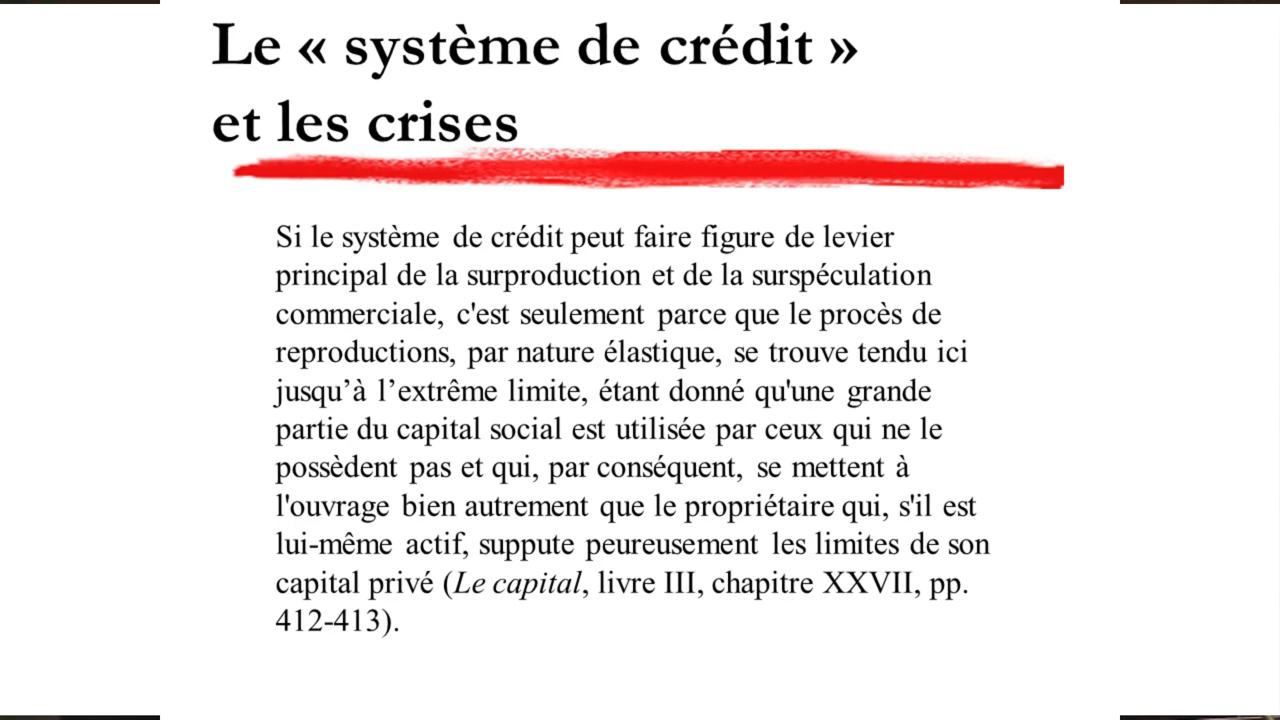 Le « système de crédit »
et les crises
Si le système de crédit peut faire figure de levier
principal de la surproduction et de la surspéculation
commerciale, c'est seulement parce que le procès de
reproductions, par nature élastique, se trouve tendu ici
jusqu’à l’extrême limite, étant donné qu'une grande
partie du capital social est utilisée par ceux qui ne le
possèdent pas et qui, par conséquent, se mettent à
l'ouvrage bien autrement que le propriétaire qui, s'il est
lui-même actif, suppute peureusement les limites de son
capital privé (Le capital, livre III, chapitre XXVII, pp.
412-413).